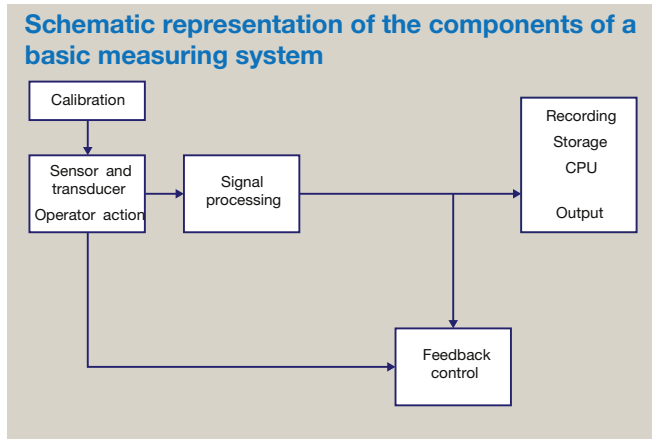 Schematic representation of the components of a
basic measuring system
Calibration
Sensor and
transducer
Operator action
Signal
processing
Recording
Storage
CPU
Output
Feedback
control